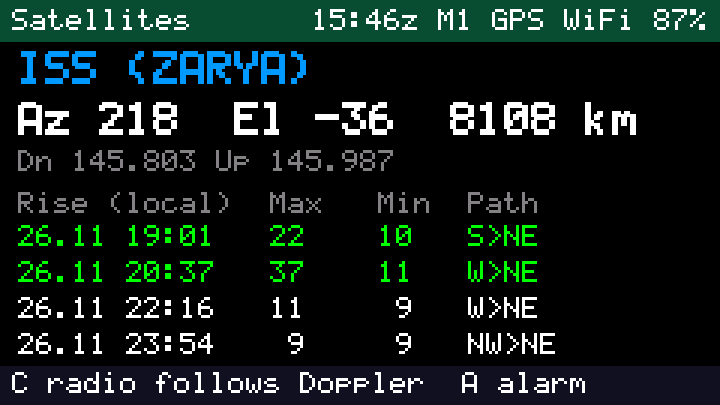 Satellites 15:46z M1 GPS WiFi 87%
ISS (ZARYA)
Az 218 El -36 8108 km
Dn 145.803 Up 145.987
Rise (local) Max Min Path
26.11 19:01 22 10 S>NE
26.11 20:37 37 11 W>NE
26.11 22:16 11 9 W>NE
26.11 23:54 9 9 NW>NE
C radio follows Doppler A alarm